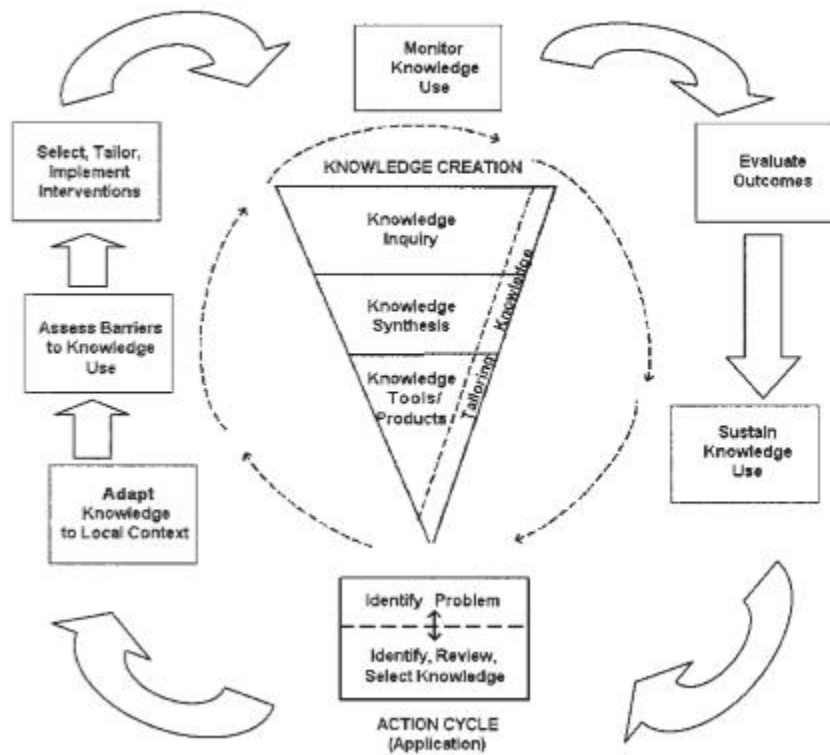 Monitor
Knowledge
Use
Select, Tailor,
Implement
Interventions
Evaluate
Outcomes
KNOWLEDGE CREATION
Knowledge
Inquiry
Knowledge
Synthesis
Knowledge
Tools/
Products
Tailoring Knowledge
Assess Barriers
to Knowledge
Use
Sustain
Knowledge
Use
Adapt
Knowledge
to Local Context
Identify Problem
Identify, Review,
Select Knowledge
ACTION CYCLE
(Application)